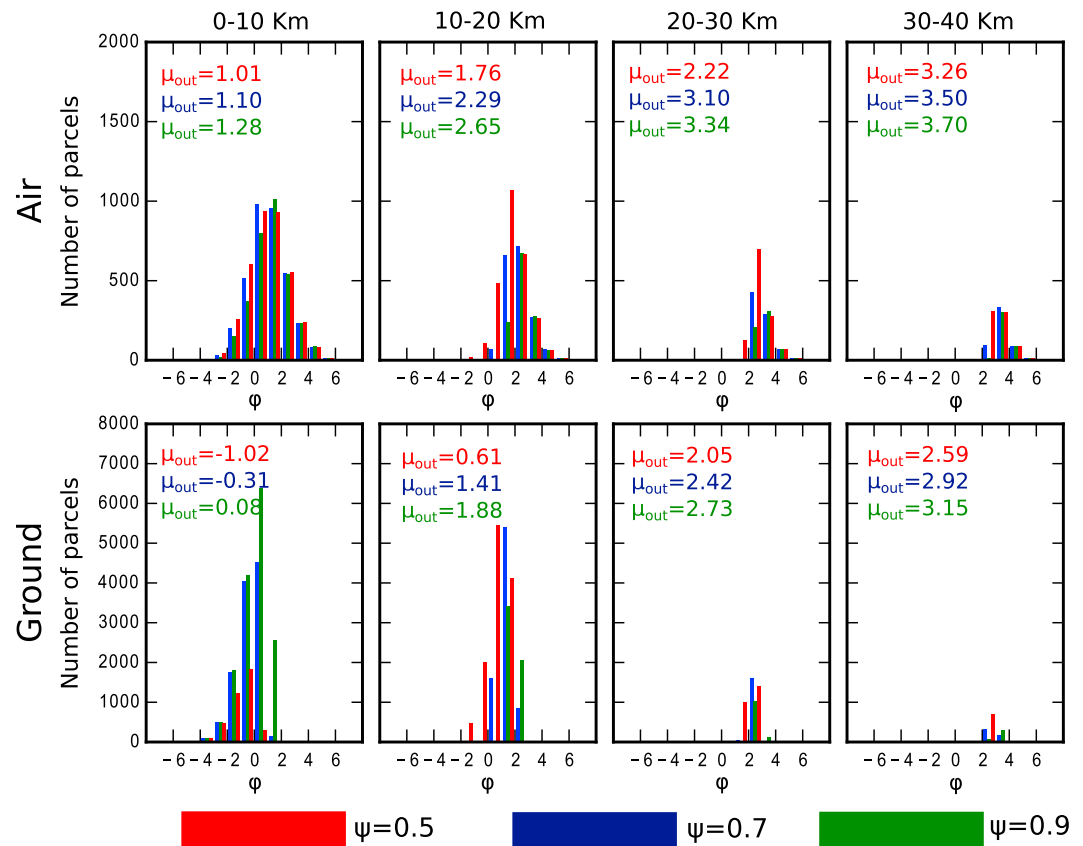 0-10 Km 10-20 Km 20-30 Km 30-40 Km
Air
Number of parcels
2000
1500
1000
500
0
μout=1.01
μout=1.10
μout=1.28
μout=1.76
μout=2.29
μout=2.65
μout=2.22
μout=3.10
μout=3.34
μout=3.26
μout=3.50
μout=3.70
−6 −4 −2 0 2 4 6 −6 −4 −2 0 2 4 6 −6 −4 −2 0 2 4 6 −6 −4 −2 0 2 4 6
φ φ φ φ
Ground
Number of parcels
8000
7000
6000
5000
4000
3000
2000
1000
0
μout=-1.02
μout=-0.31
μout=0.08
μout=0.61
μout=1.41
μout=1.88
μout=2.05
μout=2.42
μout=2.73
μout=2.59
μout=2.92
μout=3.15
−6 −4 −2 0 2 4 6 −6 −4 −2 0 2 4 6 −6 −4 −2 0 2 4 6 −6 −4 −2 0 2 4 6
φ φ φ φ
ψ=0.5 ψ=0.7 ψ=0.9